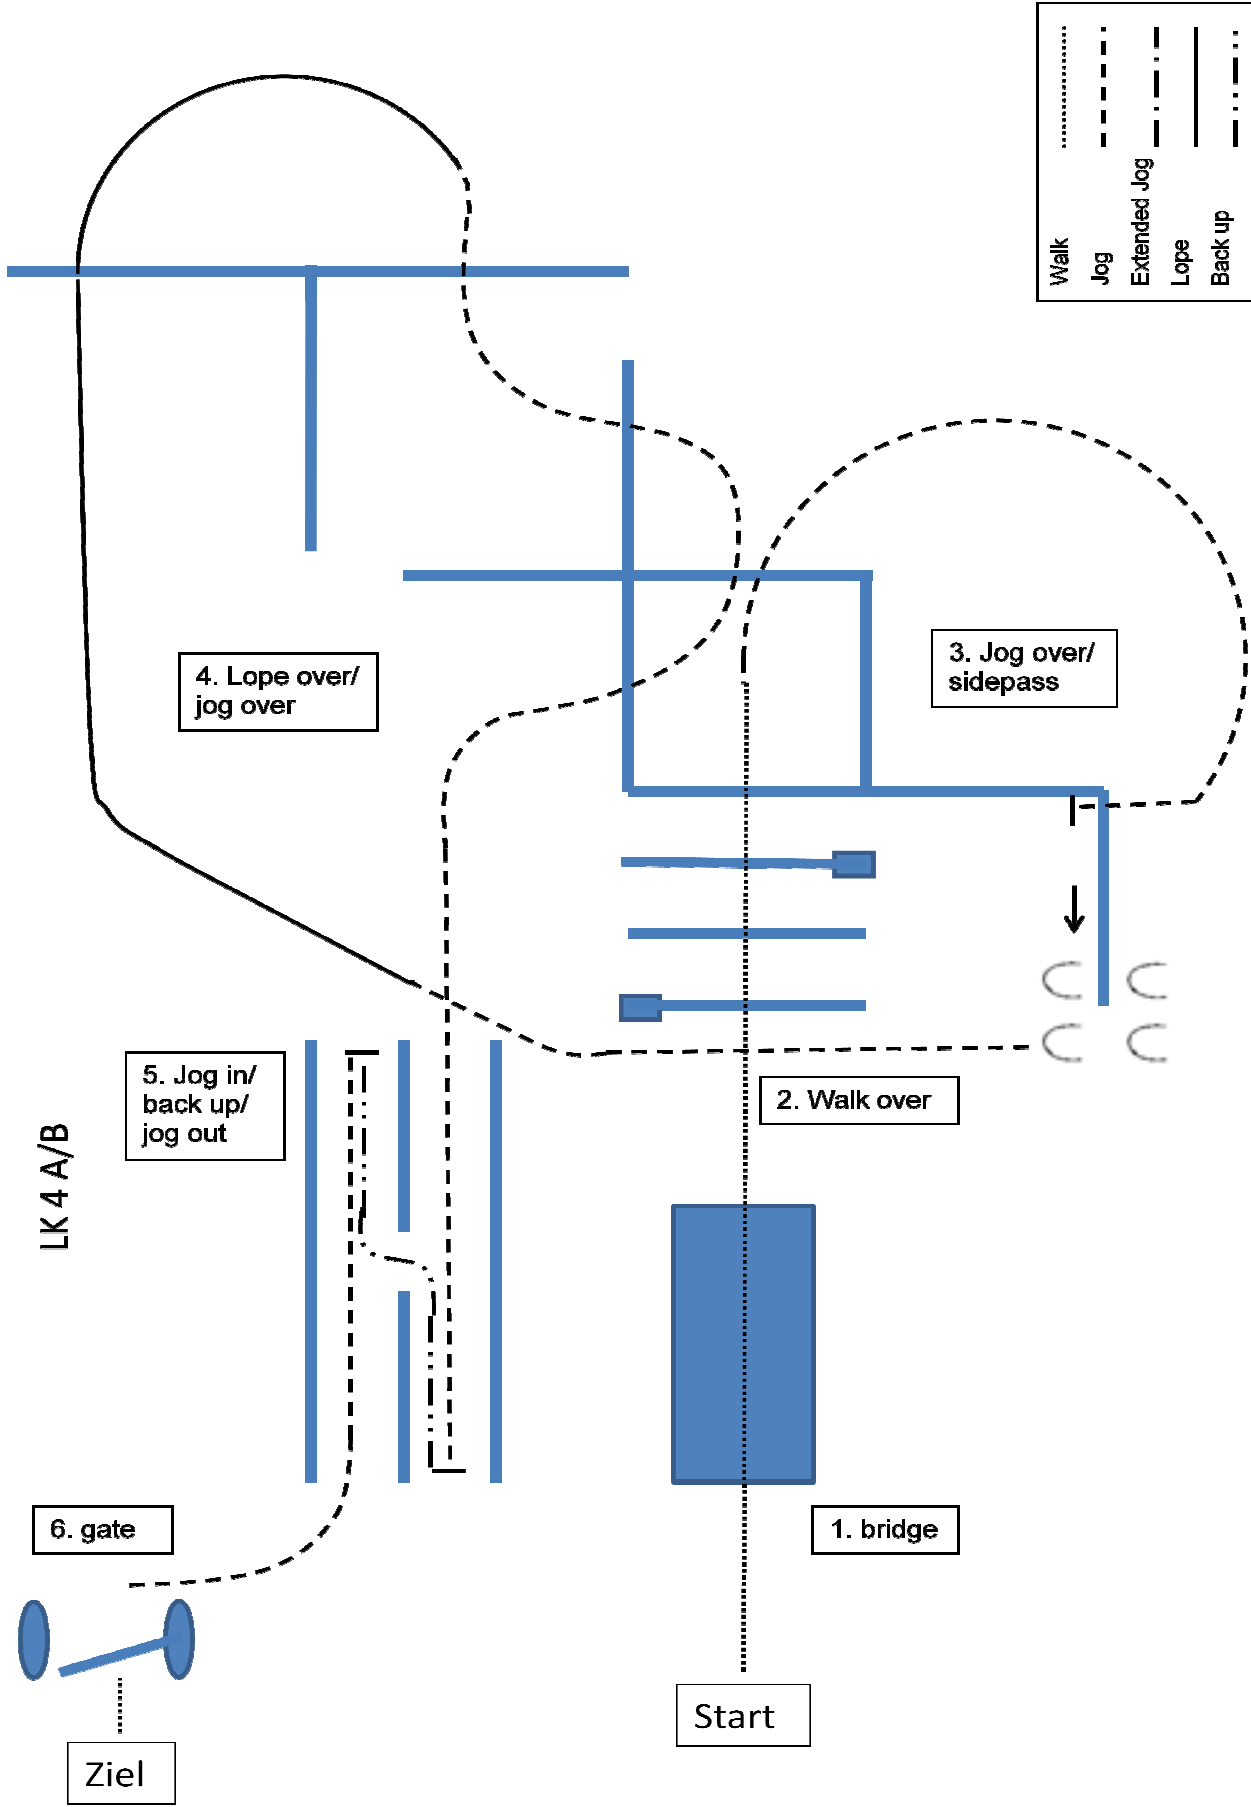 Walk
Jog
Extended Jog
Lope
Back up
3. Jog over/
sidepass
4. Lope over/
jog over
5. Jog in/
back up/
jog out
2. Walk over
LK 4 A/B
6. gate
1. bridge
Start
Ziel